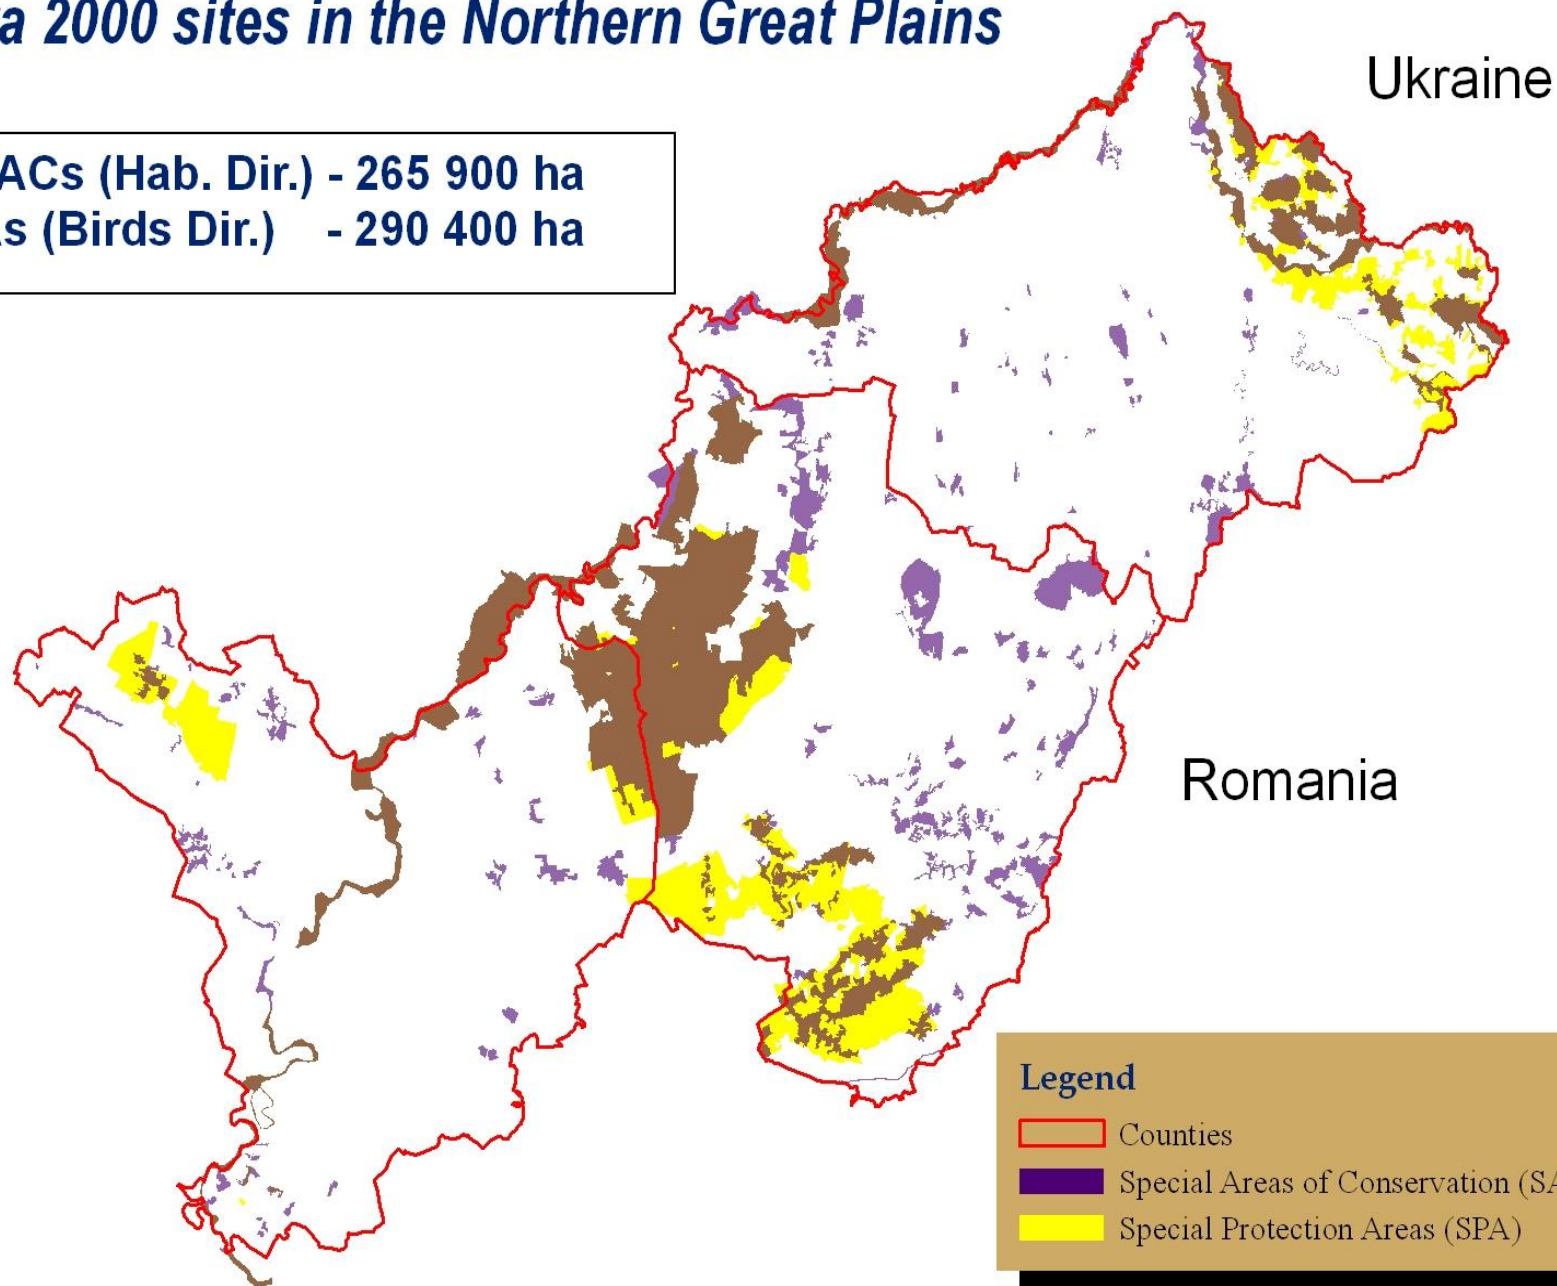 a 2000 sites in the Northern Great Plains
Ukraine
ACs (Hab. Dir.) - 265 900 ha
s (Birds Dir.) - 290 400 ha
Romania
Legend
Counties
Special Areas of Conservation (SA
Special Protection Areas (SPA)